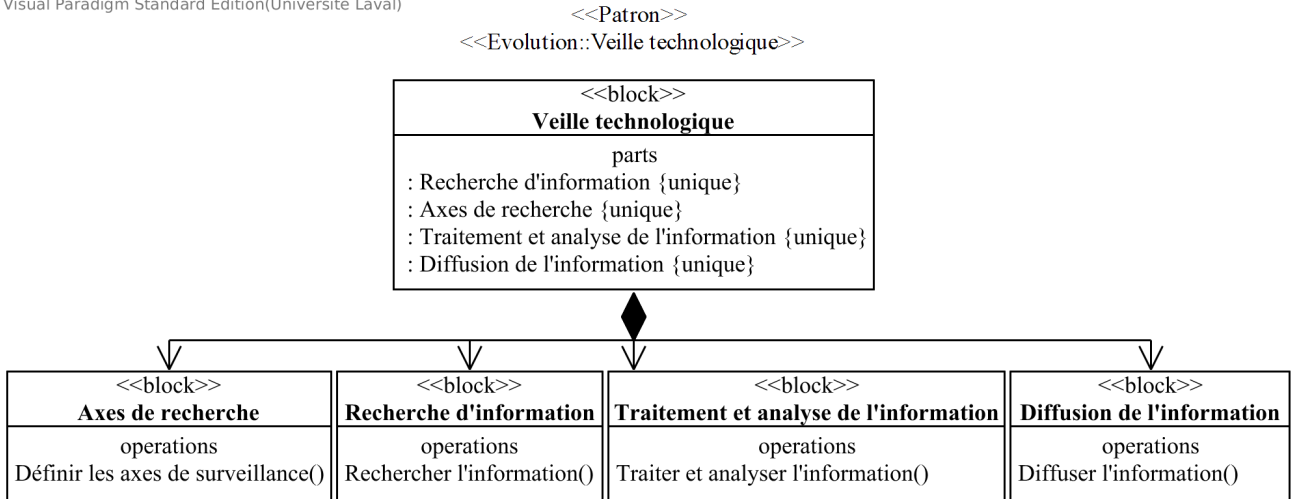 Visual Paradigm Standard Edition(Université Laval)
<<Patron>>
<<Evolution::Veille technologique>>
<<block>>
Veille technologique
parts
: Recherche d'information {unique}
: Axes de recherche {unique}
: Traitement et analyse de l'information {unique}
: Diffusion de l'information {unique}
<<block>>
Axes de recherche
operations
Définir les axes de surveillance()
<<block>>
Recherche d'information
operations
Rechercher l'information()
<<block>>
Traitement et analyse de l'information
operations
Traiter et analyser l'information()
<<block>>
Diffusion de l'information
operations
Diffuser l'information()